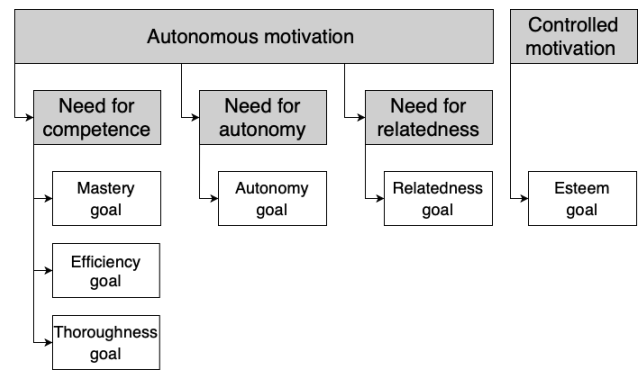 Autonomous motivation
Controlled
motivation
Need for
competence
Need for
autonomy
Need for
relatedness
Mastery
goal
Autonomy
goal
Relatedness
goal
Esteem
goal
Efficiency
goal
Thoroughness
goal